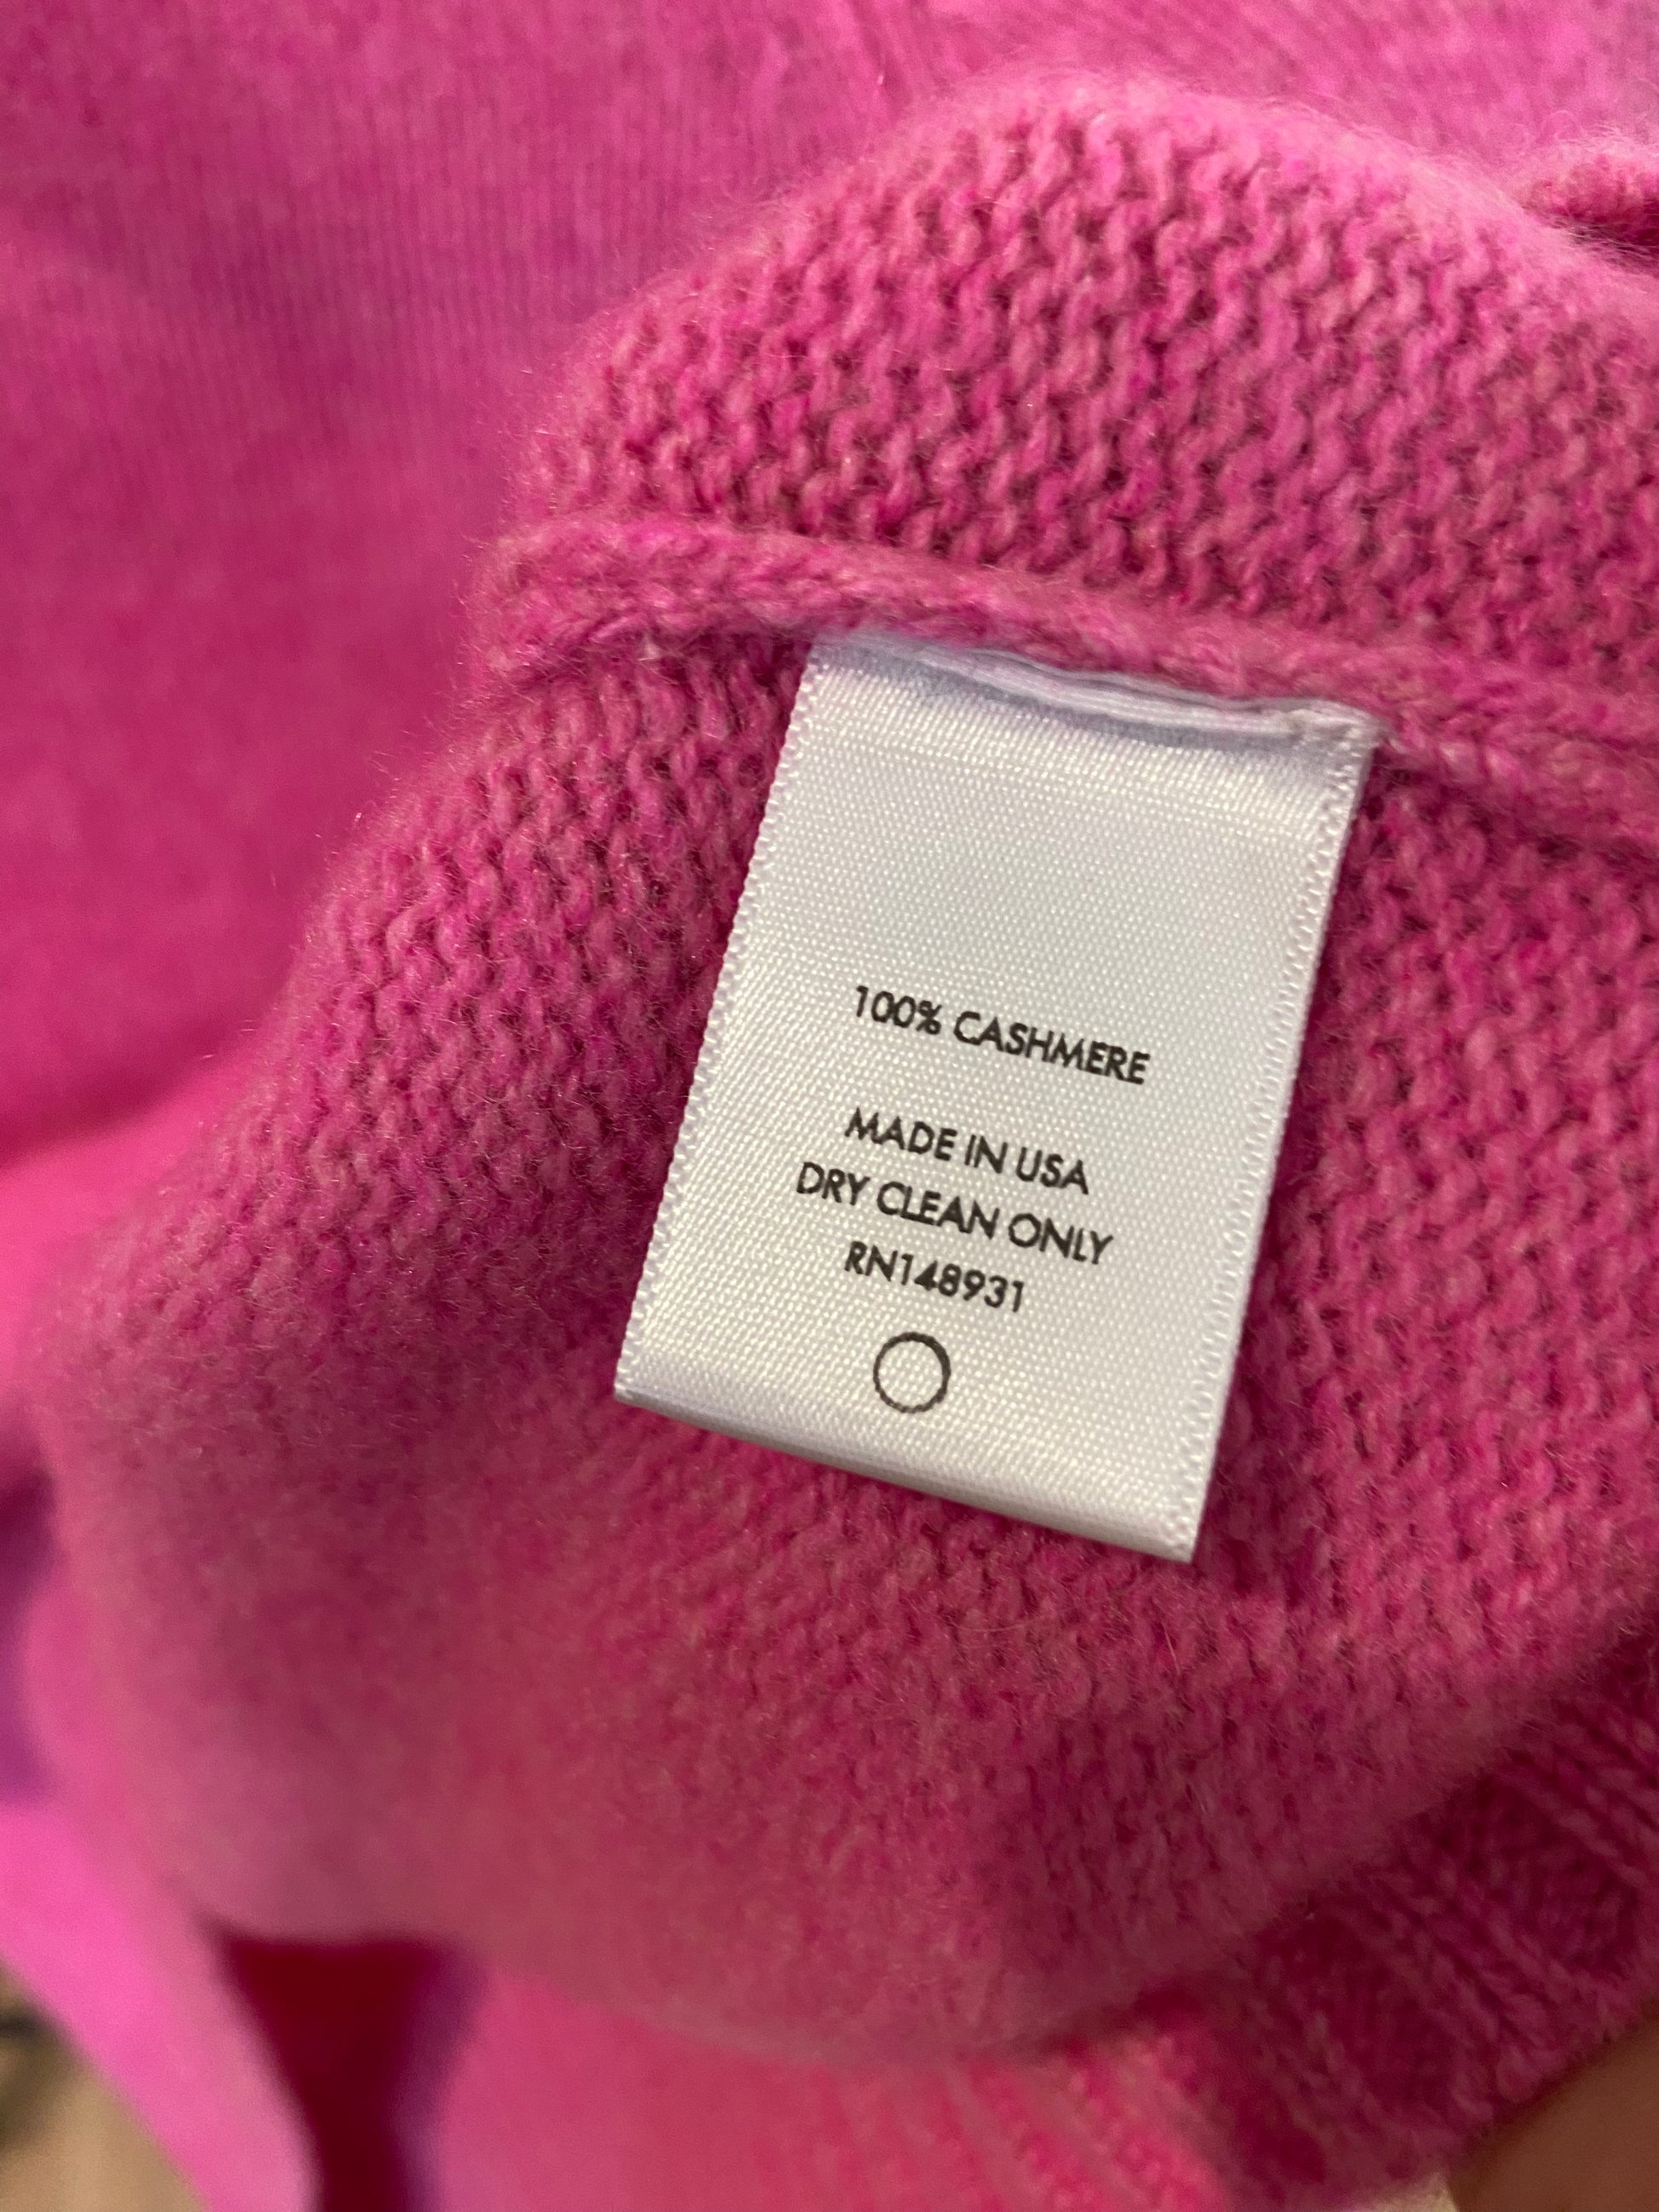 100% CASHMERE
MADE IN USA
DRY CLEAN ONLY
RN148931